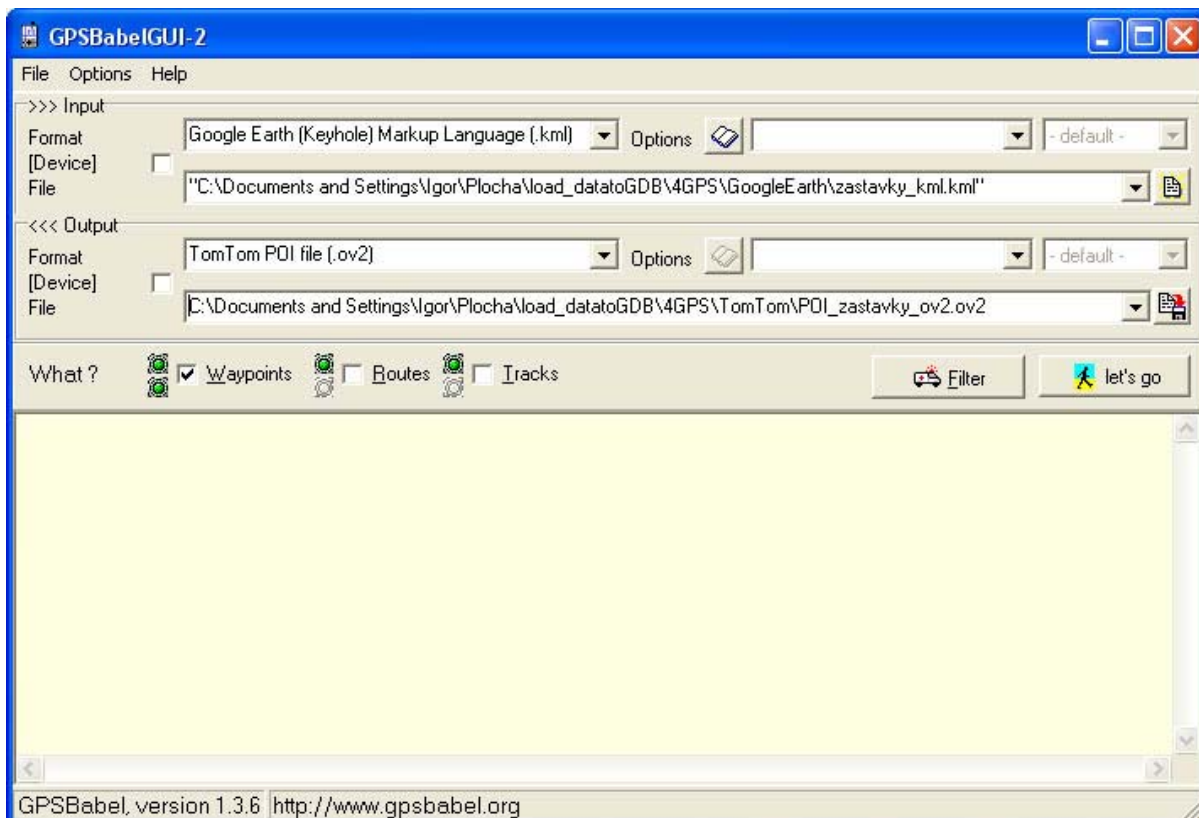 GPSBabelGUI-2
File Options Help
>>> Input
Format Google Earth (Keyhole) Markup Language (.kml) Options - default -
[Device]
File "C:\Documents and Settings\Igor\Plocha\load_datatoGDB\4GPS\GoogleEarth\zastavky_kml.kml"
<<< Output
Format TomTom POI file (.ov2) Options - default -
[Device]
File C:\Documents and Settings\Igor\Plocha\load_datatoGDB\4GPS\TomTom\POI_zastavky_ov2.ov2
What ? Waypoints Routes Tracks Filter let's go
GPSBabel, version 1.3.6 http://www.gpsbabel.org